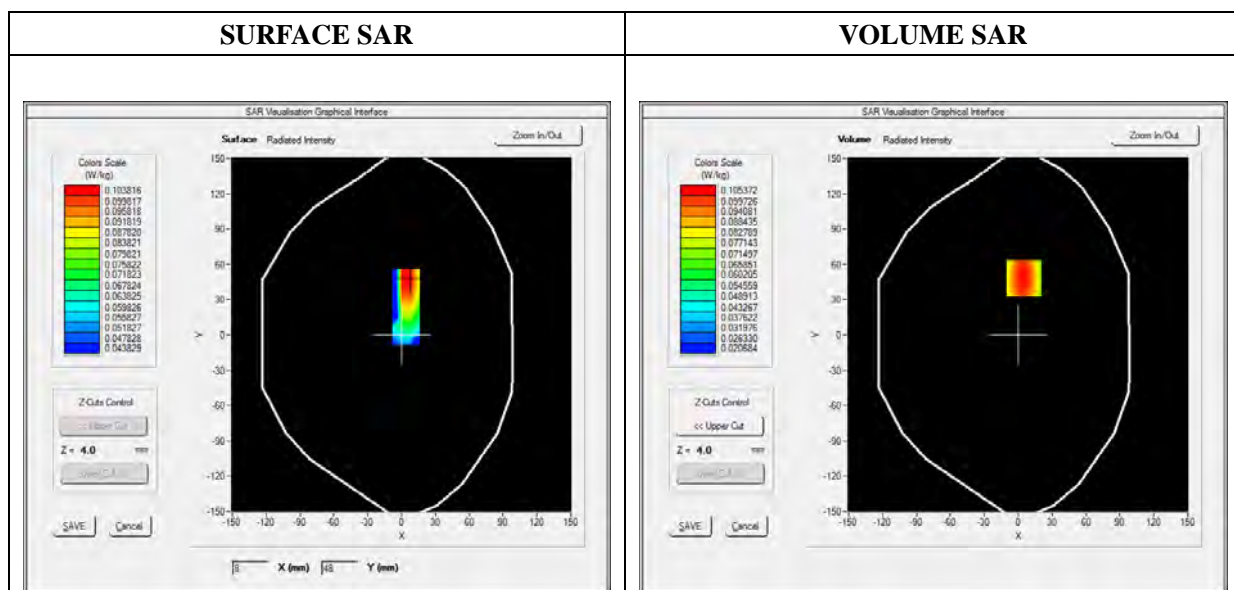 SURFACE SAR
VOLUME SAR
SAR Visualisation Graphical Interface
Surface Radiated Intensity
Zoom In/Out
Colors Scale
(W/kg)
0.103816
0.099817
0.095818
0.091819
0.087820
0.083821
0.079821
0.075822
0.071823
0.067824
0.063825
0.059826
0.055827
0.051827
0.047828
0.043829
Z-Cuts Control
<< Upper Cut
Z = 4.0 mm
SAVE Cancel
150
120
90
60
30
0
-30
-60
-90
-120
-150
Y
-150 -120 -90 -60 -30 0 30 60 90 120 150
X
8 X (mm) 48 Y (mm)
SAR Visualisation Graphical Interface
Volume Radiated Intensity
Zoom In/Out
Colors Scale
(W/kg)
0.105372
0.099726
0.094081
0.088435
0.082789
0.077143
0.071497
0.065851
0.060205
0.054559
0.048913
0.043267
0.037622
0.031976
0.026330
0.020684
Z-Cuts Control
<< Upper Cut
Z = 4.0 mm
SAVE Cancel
150
120
90
60
30
0
-30
-60
-90
-120
-150
Y
-150 -120 -90 -60 -30 0 30 60 90 120 150
X